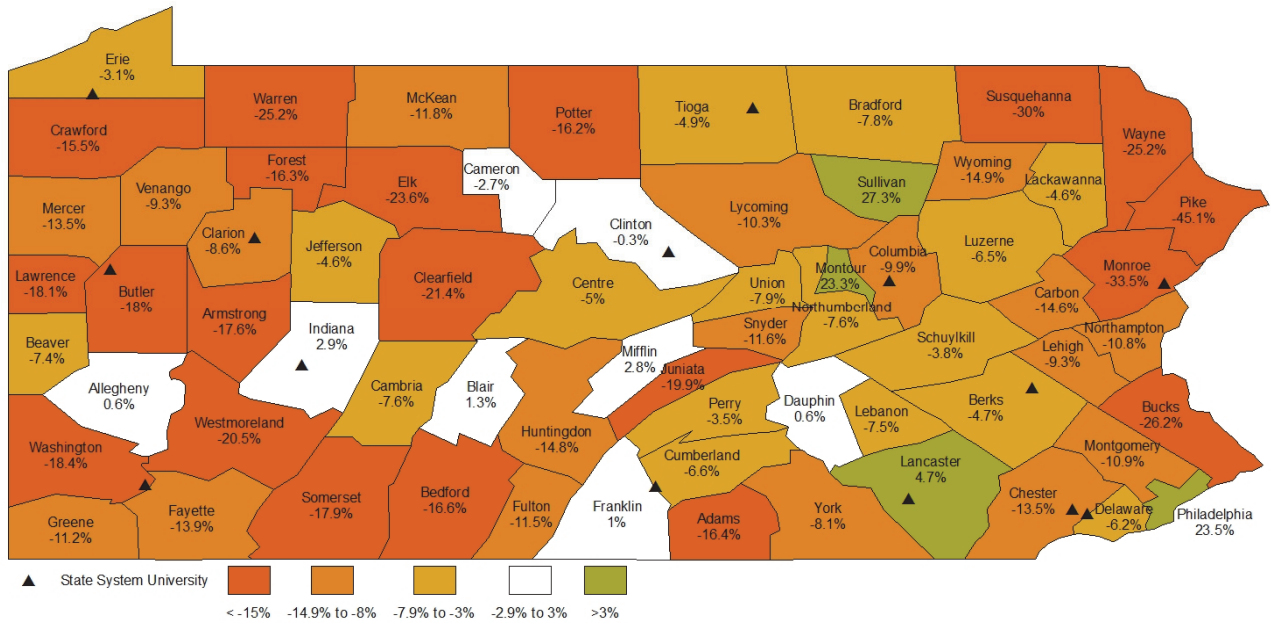 Erie
-3.1%
Crawford
-15.5%
Warren
-25.2%
McKean
-11.8%
Potter
-16.2%
Tioga
-4.9%
Bradford
-7.8%
Susquehanna
-30%
Wayne
-25.2%
Mercer
-13.5%
Venango
-9.3%
Forest
-16.3%
Elk
-23.6%
Cameron
-2.7%
Clinton
-0.3%
Lycoming
-10.3%
Sullivan
27.3%
Wyoming
-14.9%
Lackawanna
-4.6%
Pike
-45.1%
Lawrence
-18.1%
Butler
-18%
Clarion
-8.6%
Jefferson
-4.6%
Clearfield
-21.4%
Centre
-5%
Union
-7.9%
Montour
23.3%
Columbia
-9.9%
Luzerne
-6.5%
Monroe
-33.5%
Carbon
-14.6%
Beaver
-7.4%
Armstrong
-17.6%
Indiana
2.9%
Snyder
-11.6%
Northumberland
-7.6%
Schuylkill
-3.8%
Lehigh
-9.3%
Northampton
-10.8%
Allegheny
0.6%
Westmoreland
-20.5%
Cambria
-7.6%
Blair
1.3%
Mifflin
2.8%
Juniata
-19.9%
Perry
-3.5%
Dauphin
0.6%
Lebanon
-7.5%
Berks
-4.7%
Bucks
-26.2%
Washington
-18.4%
Huntingdon
-14.8%
Cumberland
-6.6%
Lancaster
4.7%
Montgomery
-10.9%
Greene
-11.2%
Fayette
-13.9%
Somerset
-17.9%
Bedford
-16.6%
Fulton
-11.5%
Franklin
1%
Adams
-16.4%
York
-8.1%
Chester
-13.5%
Delaware
-6.2%
Philadelphia
23.5%
State System University
< -15%
-14.9% to -8%
-7.9% to -3%
-2.9% to 3%
>3%